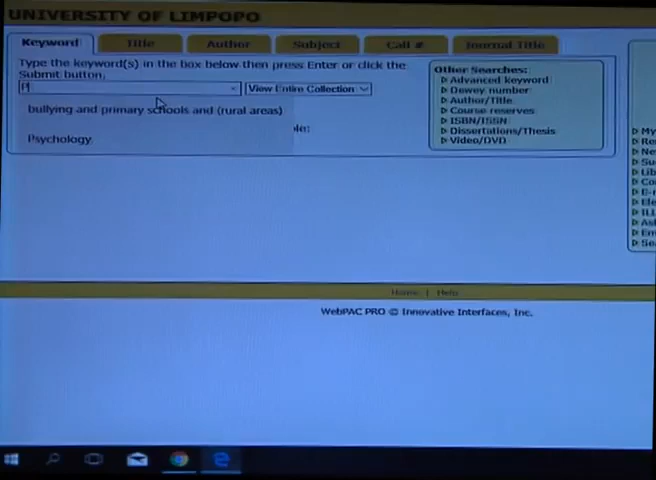 UNIVERSITY OF LIMPOPO
Keyword Title Author Subject Call # Journal Title
Type the keyword(s) in the box below then press Enter or click the
Submit button.
View Entire Collection
bullying and primary schools and (rural areas)
Psychology
Other Searches:
Advanced keyword
Dewey number
Author/Title
Course reserves
ISBN/ISSN
Dissertations/Thesis
Video/DVD
Home | Help
WebPAC PRO © Innovative Interfaces, Inc.